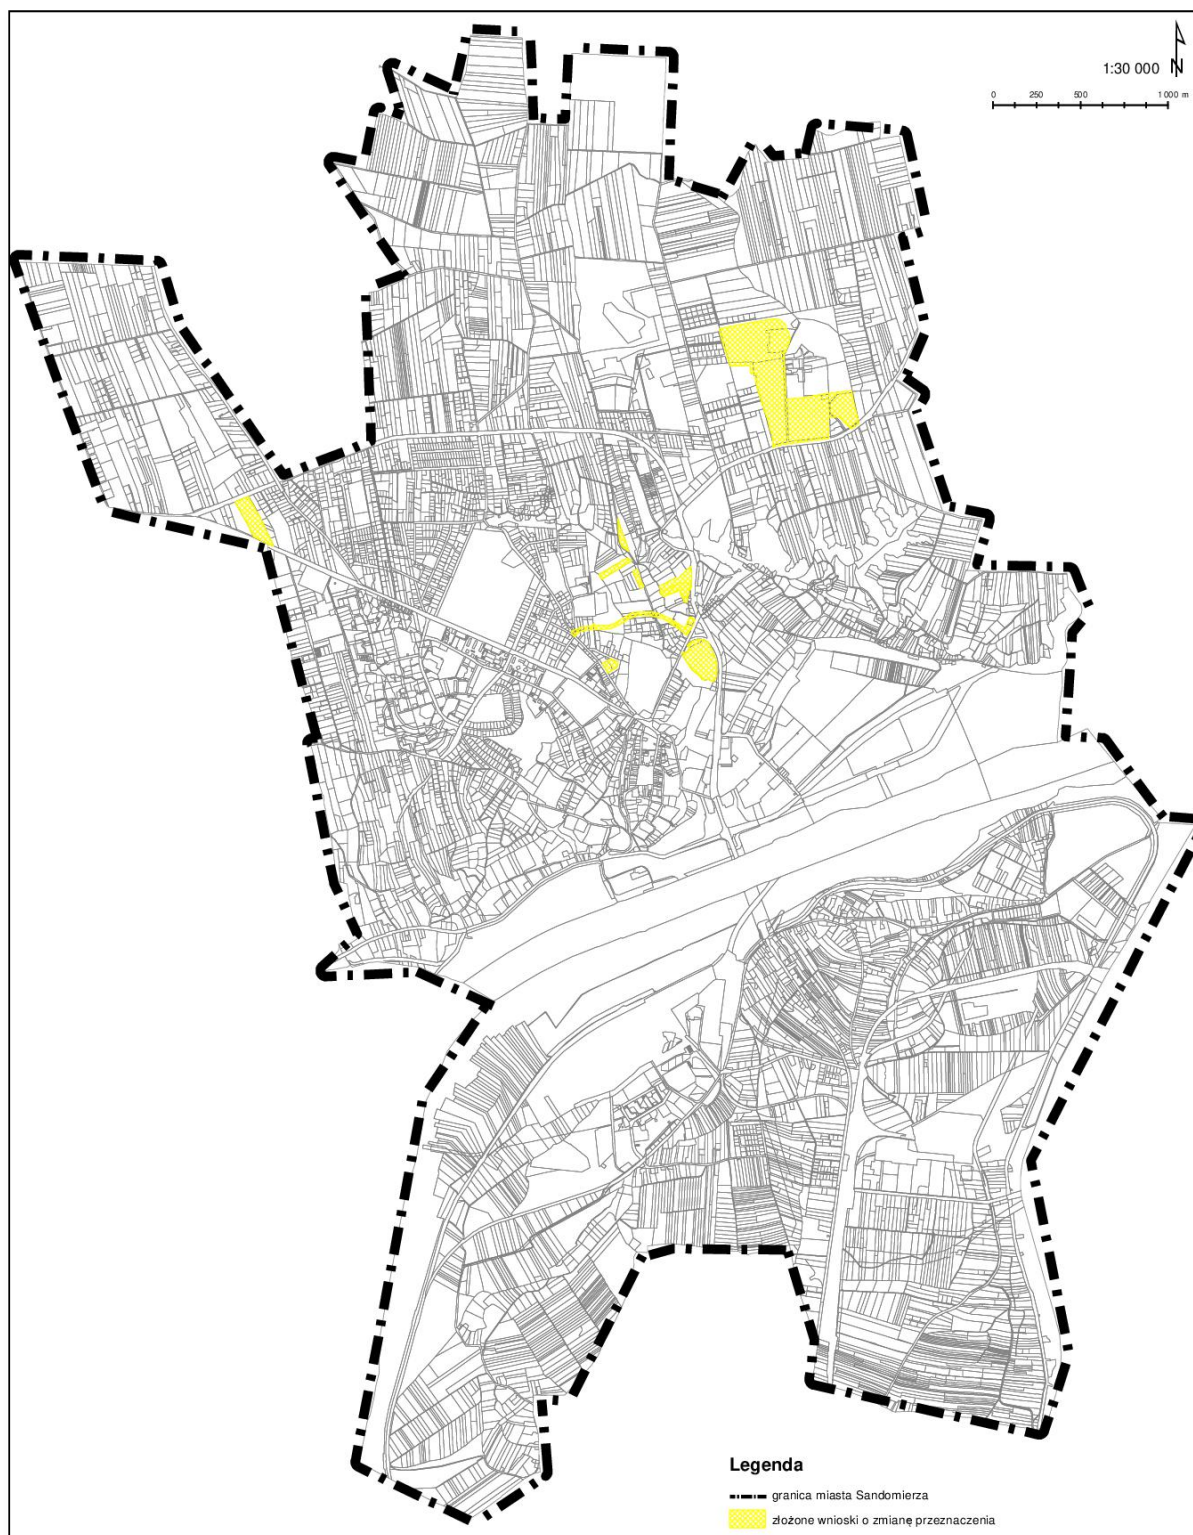 1:30 000
N
0 250 500 1 000 m
Legenda
granica miasta Sandomierza
złożone wnioski o zmianę przeznaczenia